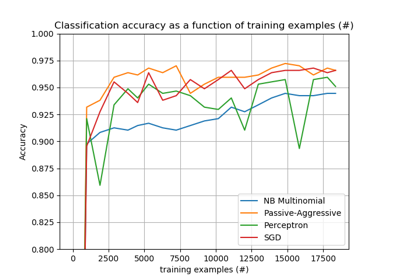 Classification accuracy as a function of training examples (#)
1.000
0.975
0.950
0.925
0.900
0.875
0.850
0.825
0.800
Accuracy
NB Multinomial
Passive-Aggressive
Perceptron
SGD
0 2500 5000 7500 10000 12500 15000 17500
training examples (#)